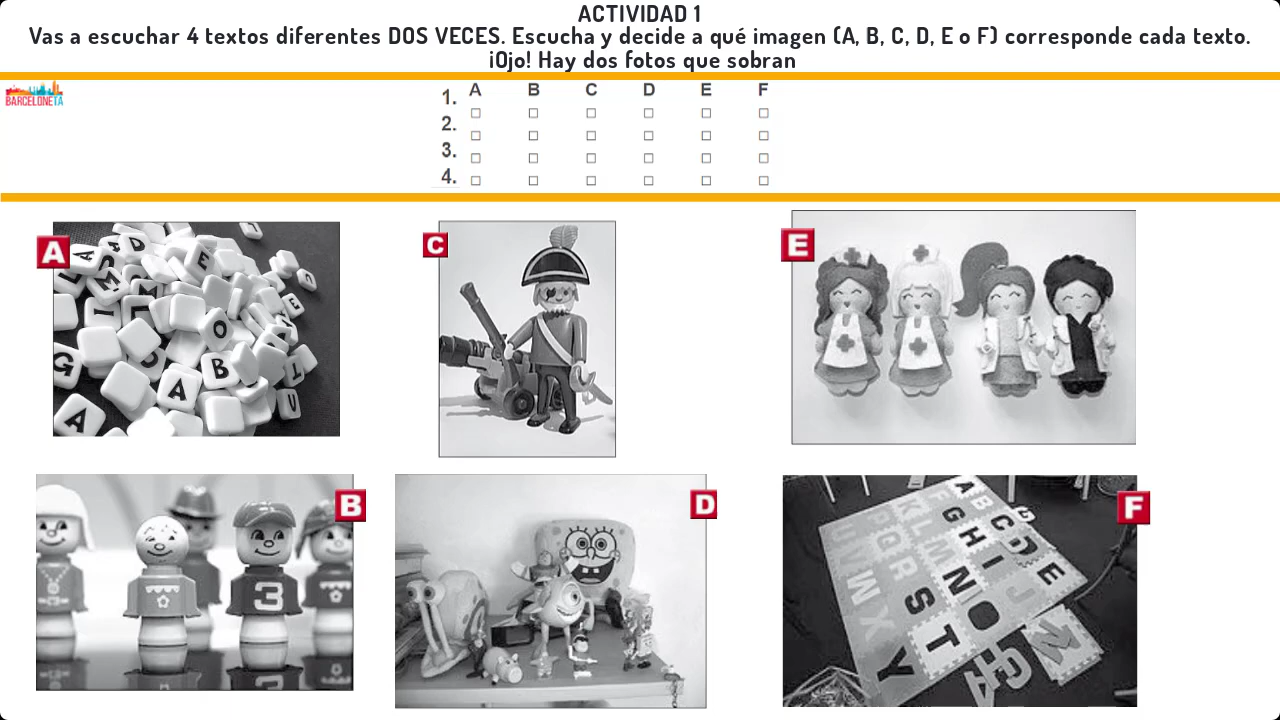 ACTIVIDAD 1
Vas a escuchar 4 textos diferentes DOS VECES. Escucha y decide a qué imagen (A, B, C, D, E o F) corresponde cada texto.
¡Ojo! Hay dos fotos que sobran
BARCELONETA
A B C D E F
1.
2.
3.
4.
A
C
E
B
3
D
F